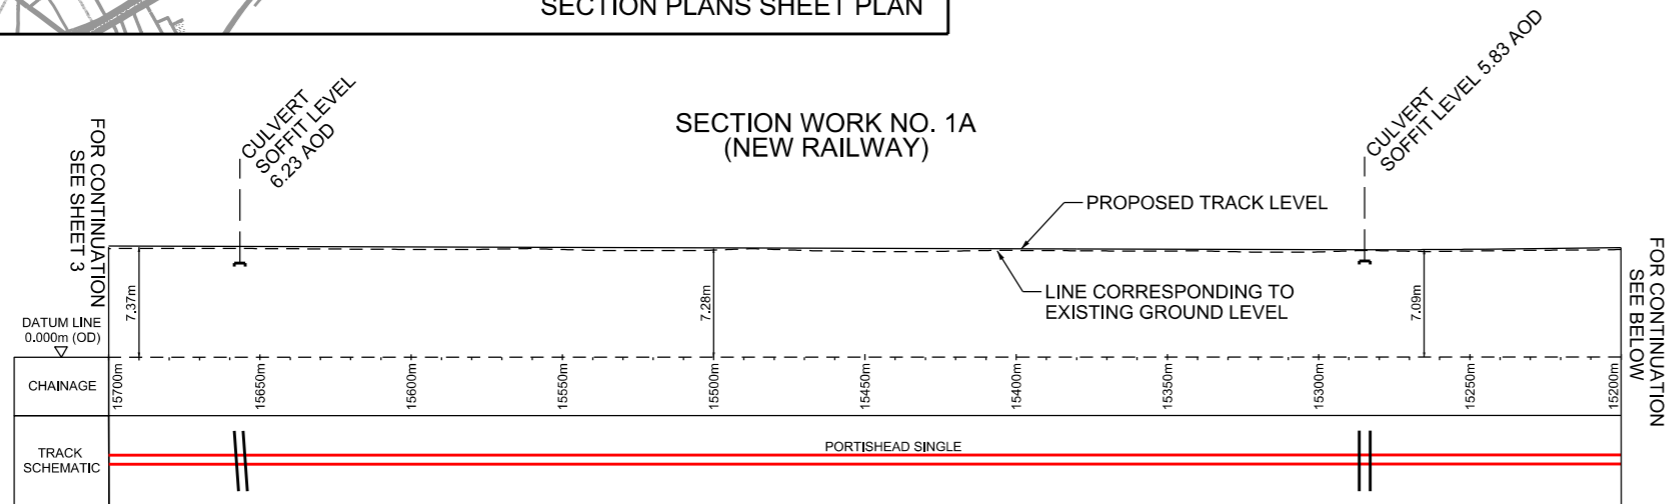 SECTION PLANS SHEET PLAN
SECTION WORK NO. 1A
(NEW RAILWAY)
FOR CONTINUATION
SEE SHEET 3
CULVERT
SOFFIT LEVEL
6.23 AOD
CULVERT
SOFFIT LEVEL 5.83 AOD
PROPOSED TRACK LEVEL
LINE CORRESPONDING TO
EXISTING GROUND LEVEL
FOR CONTINUATION
SEE BELOW
7.37m
7.28m
7.09m
DATUM LINE
0.000m (OD)
CHAINAGE
15700m
15650m
15600m
15550m
15500m
15450m
15400m
15350m
15300m
15250m
15200m
TRACK
SCHEMATIC
PORTISHEAD SINGLE